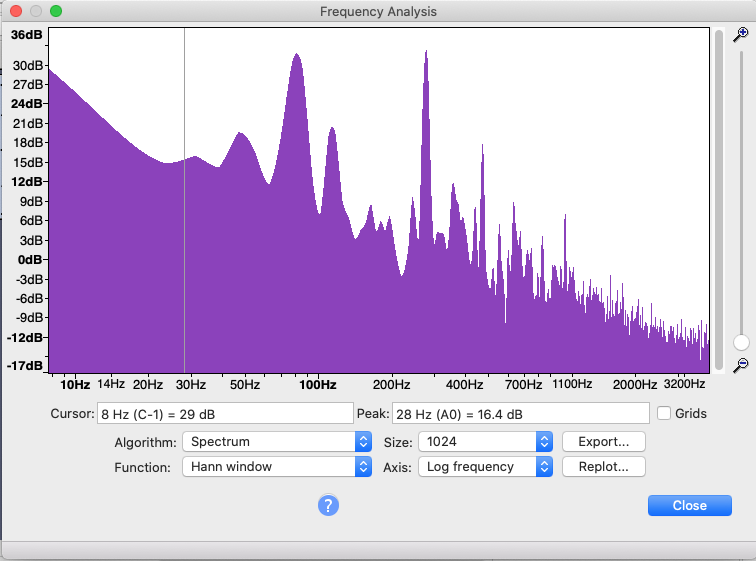 Frequency Analysis
36dB
30dB
27dB
24dB
21dB
18dB
15dB
12dB
9dB
6dB
3dB
0dB
-3dB
-6dB
-9dB
-12dB
-17dB
10Hz 14Hz 20Hz 30Hz 50Hz 100Hz 200Hz 400Hz 700Hz 1100Hz 2000Hz 3200Hz
Cursor: 8 Hz (C-1) = 29 dB Peak: 28 Hz (A0) = 16.4 dB Grids
Algorithm: Spectrum Size: 1024 Export...
Function: Hann window Axis: Log frequency Replot...
? Close